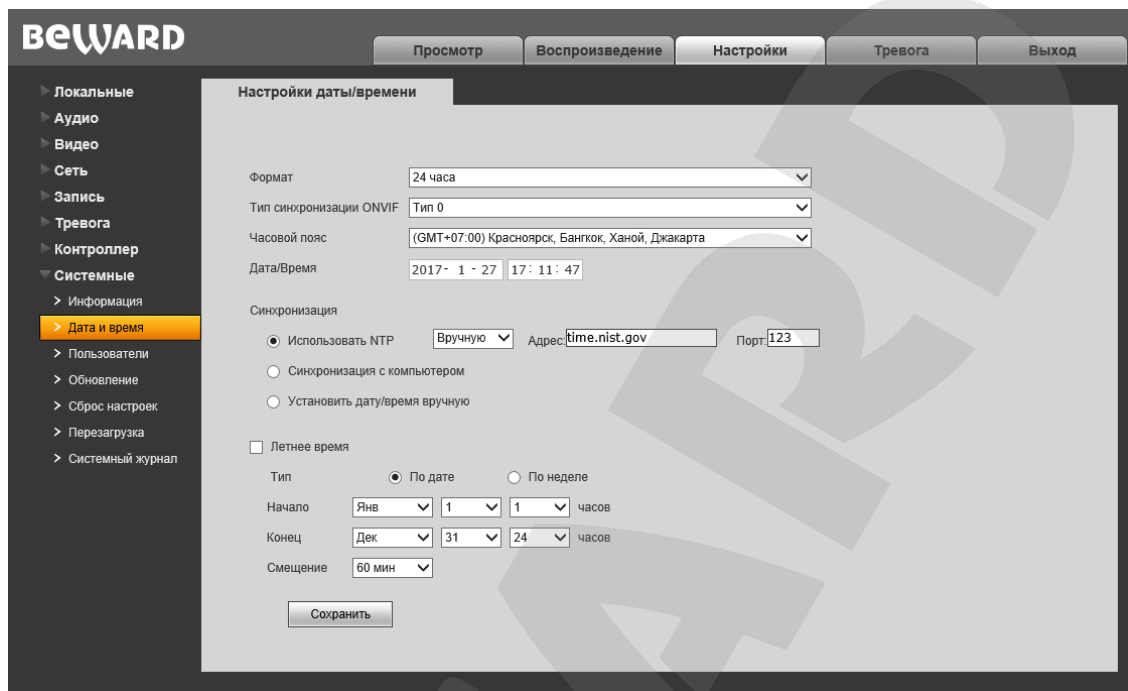 BEWARD
Просмотр Воспроизведение Настройки Тревога Выход
Локальные
Аудио
Видео
Сеть
Запись
Тревога
Контроллер
Системные
Информация
Дата и время
Пользователи
Обновление
Сброс настроек
Перезагрузка
Системный журнал
Настройки даты/времени
Формат 24 часа
Тип синхронизации ONVIF Тип 0
Часовой пояс (GMT+07:00) Красноярск, Бангкок, Ханой, Джакарта
Дата/Время 2017- 1 - 27 17: 11: 47
Синхронизация
Использовать NTP Вручную Адрес:time.nist.gov Порт:123
Синхронизация с компьютером
Установить дату/время вручную
Летнее время
Тип По дате По неделе
Начало Янв 1 1 часов
Конец Дек 31 24 часов
Смещение 60 мин
Сохранить